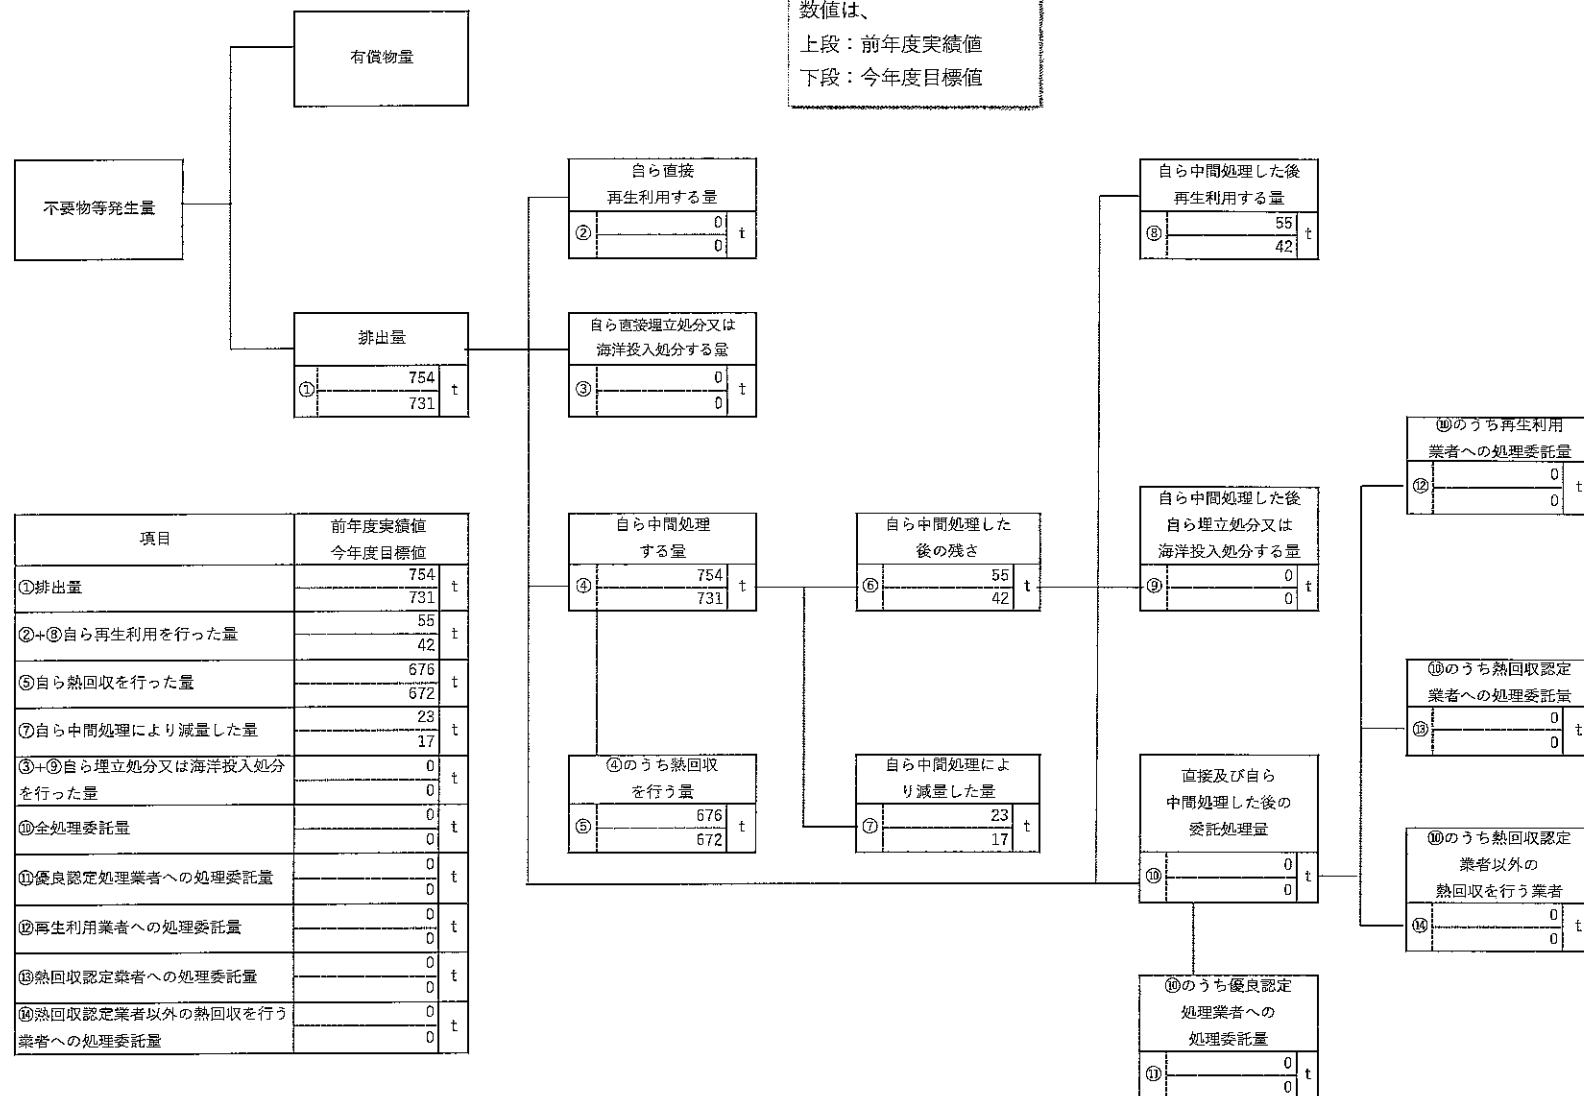 数値は、
上段：前年度実績値
下段：今年度目標値
有償物量
不要物等発生量
排出量
① 754 t
731
自ら直接
再生利用する量
② 0 t
0
自ら直接埋立処分又は
海洋投入処分する量
③ 0 t
0
自ら中間処理
する量
④ 754 t
731
④のうち熱回収
を行う量
⑤ 676 t
672
自ら中間処理した
後の残さ
⑥ 55 t
42
自ら中間処理によ
り減量した量
⑦ 23 t
17
自ら中間処理した後
再生利用する量
⑧ 55 t
42
自ら中間処理した後
自ら埋立処分又は
海洋投入処分する量
⑨ 0 t
0
直接及び自ら
中間処理した後の
委託処理量
⑩ 0 t
0
⑩のうち優良認定
処理業者への
処理委託量
⑪ 0 t
0
⑩のうち再生利用
業者への処理委託量
⑫ 0 t
0
⑩のうち熱回収認定
業者への処理委託量
⑬ 0 t
0
⑩のうち熱回収認定
業者以外の
熱回収を行う業者
⑭ 0 t
0
項目 前年度実績値
今年度目標値
①排出量 754 t
731
②+⑧自ら再生利用を行った量 55 t
42
⑤自ら熱回収を行った量 676 t
672
⑦自ら中間処理により減量した量 23 t
17
③+⑨自ら埋立処分又は海洋投入処分 0 t
を行った量 0
⑩全処理委託量 0 t
0
⑪優良認定処理業者への処理委託量 0 t
0
⑫再生利用業者への処理委託量 0 t
0
⑬熱回収認定業者への処理委託量 0 t
0
⑭熱回収認定業者以外の熱回収を行う 0 t
業者への処理委託量 0